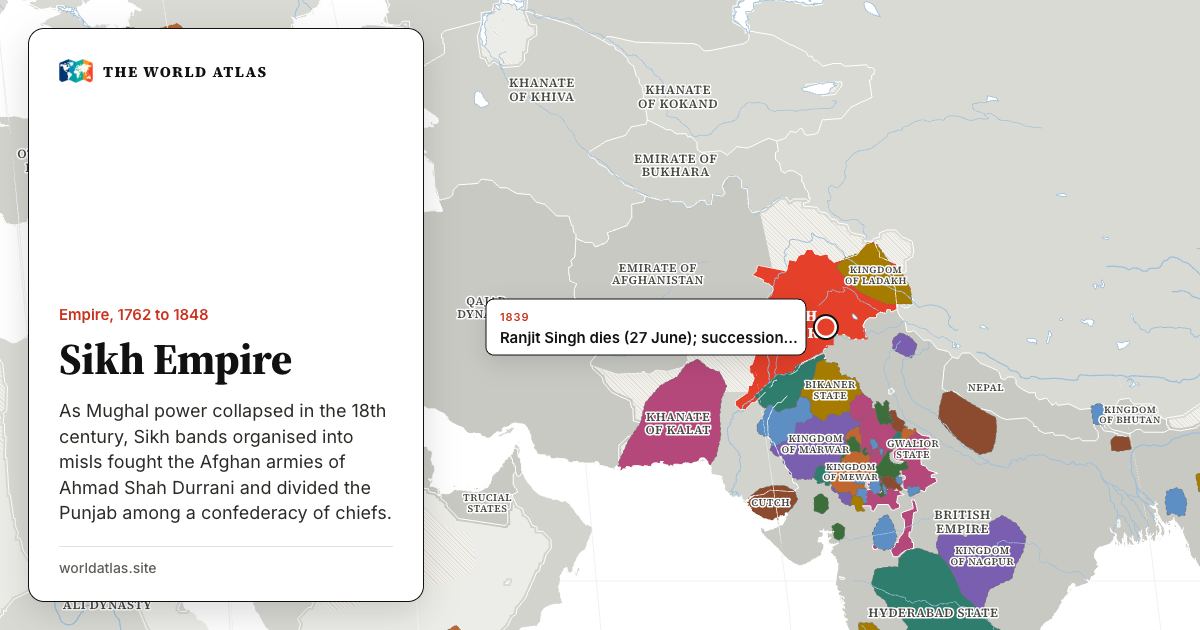 THE WORLD ATLAS
Empire, 1762 to 1848
Sikh Empire
As Mughal power collapsed in the 18th
century, Sikh bands organised into
misls fought the Afghan armies of
Ahmad Shah Durrani and divided the
Punjab among a confederacy of chiefs.
worldatlas.site
ALI DYNASTY
KHANATE
OF KHIVA
KHANATE
OF KOKAND
EMIRATE OF
BUKHARA
EMIRATE OF
AFGHANISTAN
KINGDOM
OF LADAKH
1839
Ranjit Singh dies (27 June); succession…
KHANATE
OF KALAT
BIKANER
STATE
KINGDOM
OF MARWAR
GWALIOR
STATE
KINGDOM
OF MEWAR
CUTCH
NEPAL
KINGDOM
OF BHUTAN
TRUCIAL
STATES
BRITISH
EMPIRE
KINGDOM
OF NAGPUR
HYDERABAD STATE